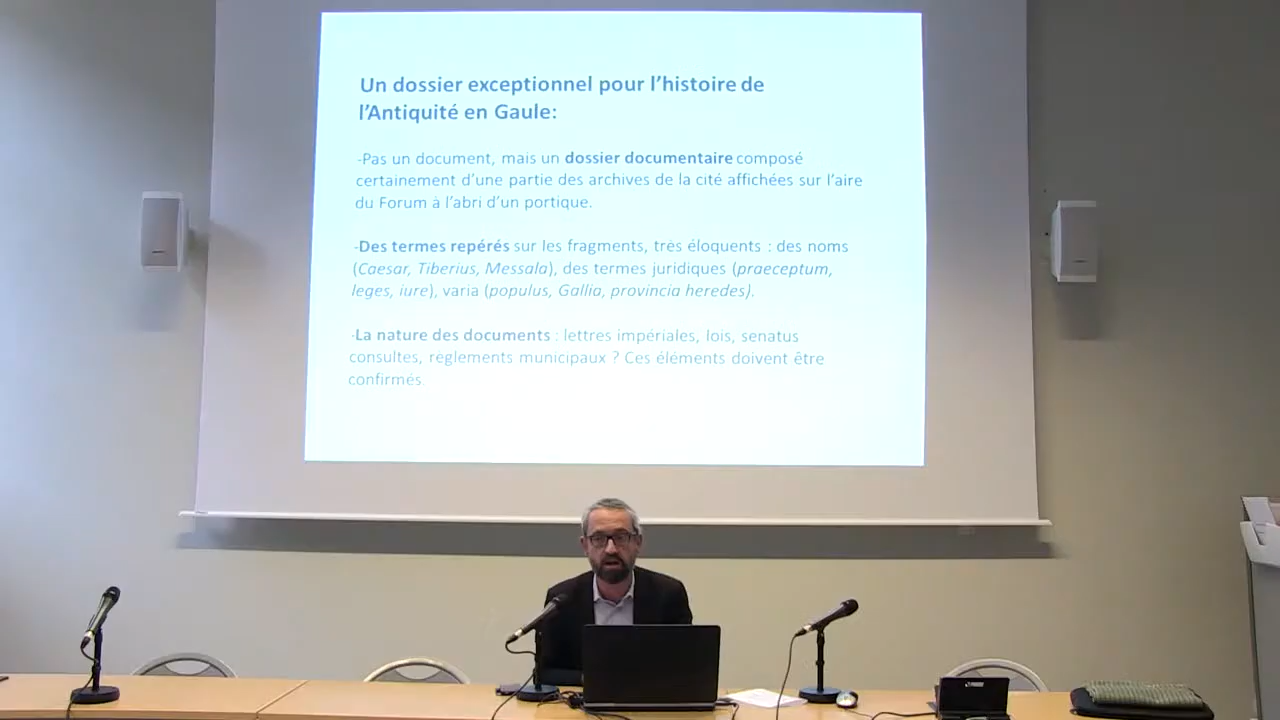 Un dossier exceptionnel pour l’histoire de
l’Antiquité en Gaule:
-Pas un document, mais un dossier documentaire composé
certainement d’une partie des archives de la cité affichées sur l’aire
du Forum à l’abri d’un portique.
-Des termes repérés sur les fragments, très éloquents : des noms
(Caesar, Tiberius, Messala), des termes juridiques (praeceptum,
leges, iure), varia (populus, Gallia, provincia heredes).
-La nature des documents : lettres impériales, lois, senatus
consultes, règlements municipaux ? Ces éléments doivent être
confirmés.